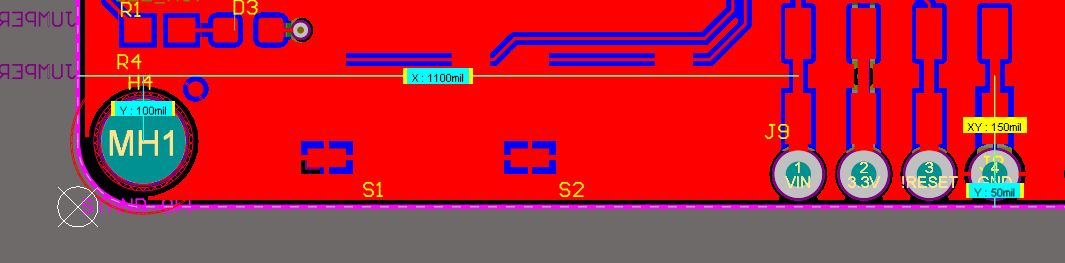 R1
D3
JUMPER
JUMPER
R4
H4
X : 1100mil
Y : 100mil
MH1
XY : 150mil
J9
1
2
3
4
VIN
3.3V
!RESET
GND
S1
S2
Y : 50mil